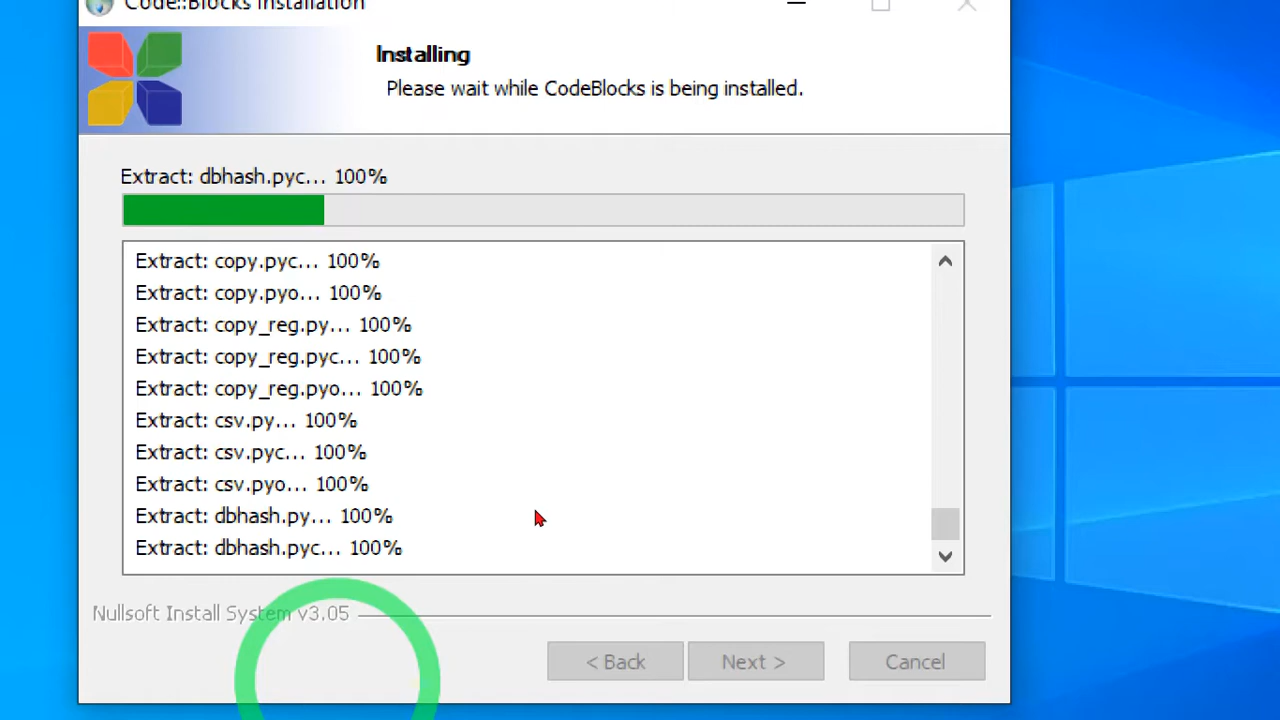 Code::Blocks Installation
Installing
Please wait while CodeBlocks is being installed.
Extract: dbhash.pyc... 100%
Extract: copy.pyc... 100%
Extract: copy.pyo... 100%
Extract: copy_reg.py... 100%
Extract: copy_reg.pyc... 100%
Extract: copy_reg.pyo... 100%
Extract: csv.py... 100%
Extract: csv.pyc... 100%
Extract: csv.pyo... 100%
Extract: dbhash.py... 100%
Extract: dbhash.pyc... 100%
Nullsoft Install System v3.05
< Back Next > Cancel